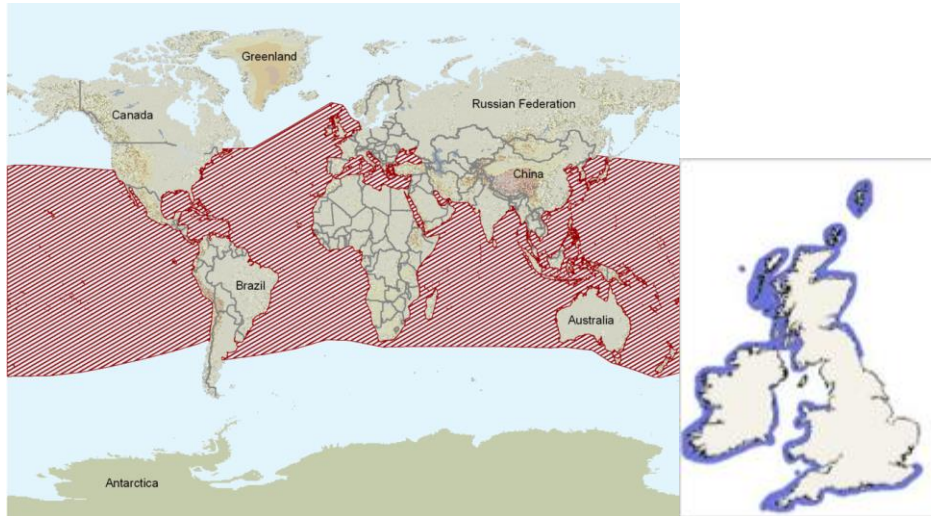 Greenland
Russian Federation
Canada
China
Brazil
Australia
Antarctica